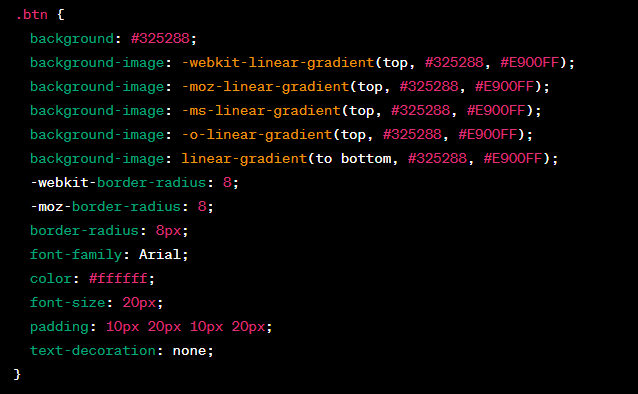 .btn {
  background: #325288;
  background-image: -webkit-linear-gradient(top, #325288, #E900FF);
  background-image: -moz-linear-gradient(top, #325288, #E900FF);
  background-image: -ms-linear-gradient(top, #325288, #E900FF);
  background-image: -o-linear-gradient(top, #325288, #E900FF);
  background-image: linear-gradient(to bottom, #325288, #E900FF);
  -webkit-border-radius: 8;
  -moz-border-radius: 8;
  border-radius: 8px;
  font-family: Arial;
  color: #ffffff;
  font-size: 20px;
  padding: 10px 20px 10px 20px;
  text-decoration: none;
}